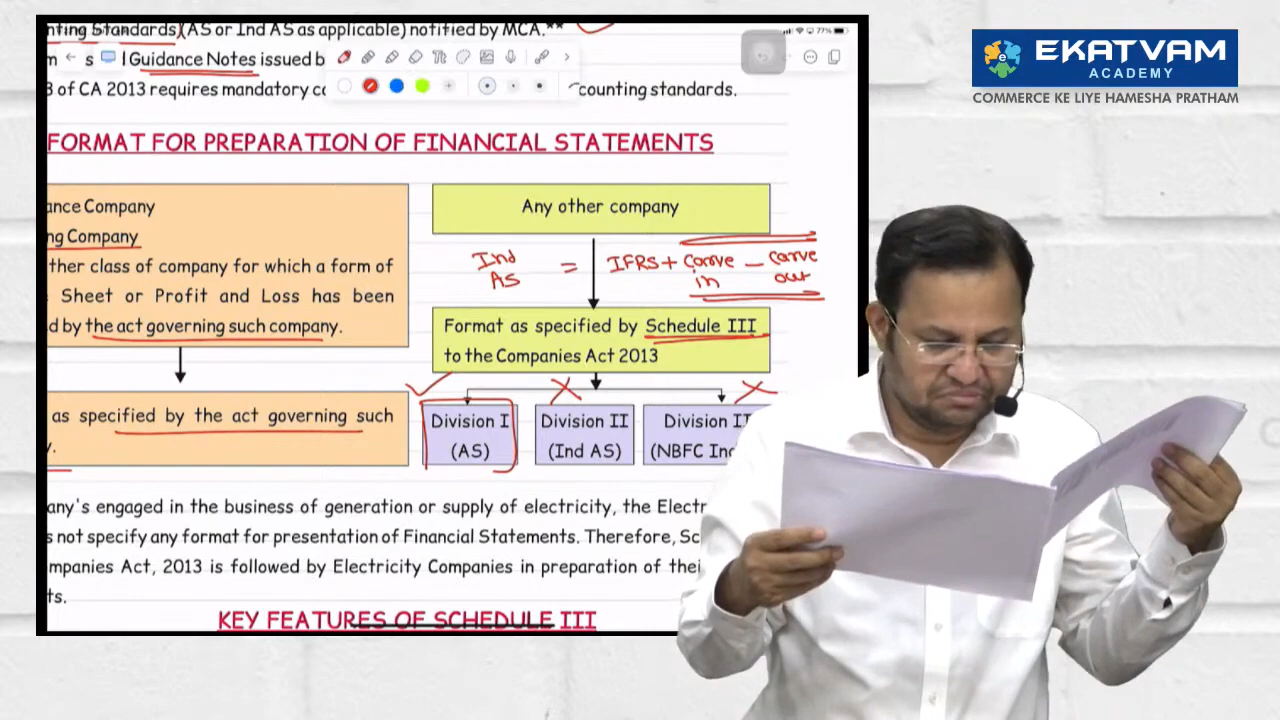 nting Standards (AS or Ind AS as applicable) notified by MCA.**
77%
Guidance Notes issued b
of CA 2013 requires mandatory counting standards.
FORMAT FOR PREPARATION OF FINANCIAL STATEMENTS
ance Company
ng Company
ther class of company for which a form of
Sheet or Profit and Loss has been
d by the act governing such company.
as specified by the act governing such
y.
Any other company
Ind AS = IFRS + carve in - carve out
Format as specified by Schedule III
to the Companies Act 2013
Division I
(AS)
Division II
(Ind AS)
Division II
(NBFC Ind
any's engaged in the business of generation or supply of electricity, the Electr
s not specify any format for presentation of Financial Statements. Therefore, Sc
mpanies Act, 2013 is followed by Electricity Companies in preparation of thei
ts.
KEY FEATURES OF SCHEDULE III
EKATVAM
ACADEMY
COMMERCE KE LIYE HAMESHA PRATHAM